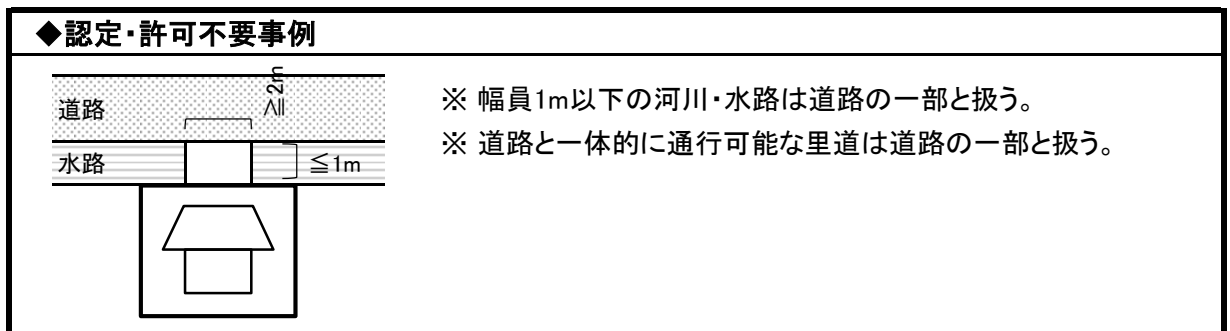 ◆認定・許可不要事例
≧2m
道路
水路
≦1m
※ 幅員1m以下の河川・水路は道路の一部と扱う。
※ 道路と一体的に通行可能な里道は道路の一部と扱う。